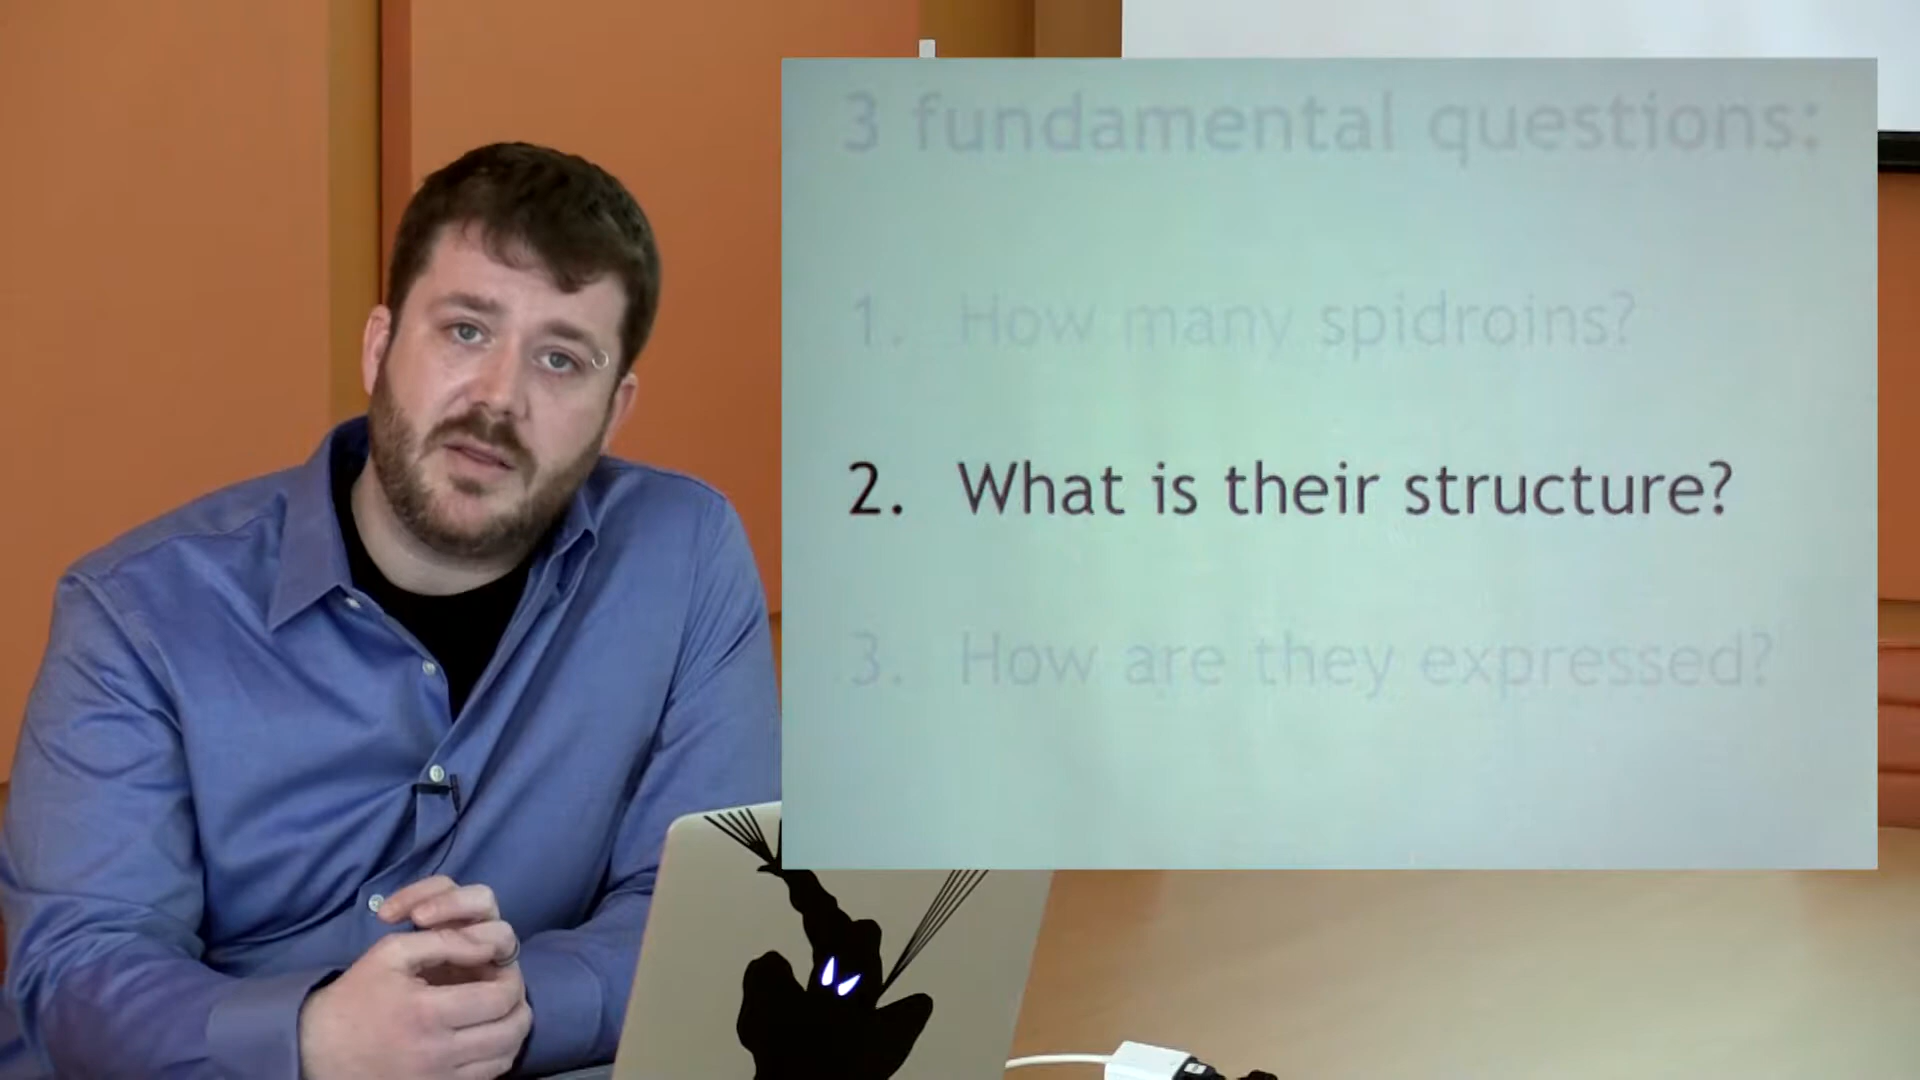 3 fundamental questions:
1. How many spidroins?
2. What is their structure?
3. How are they expressed?